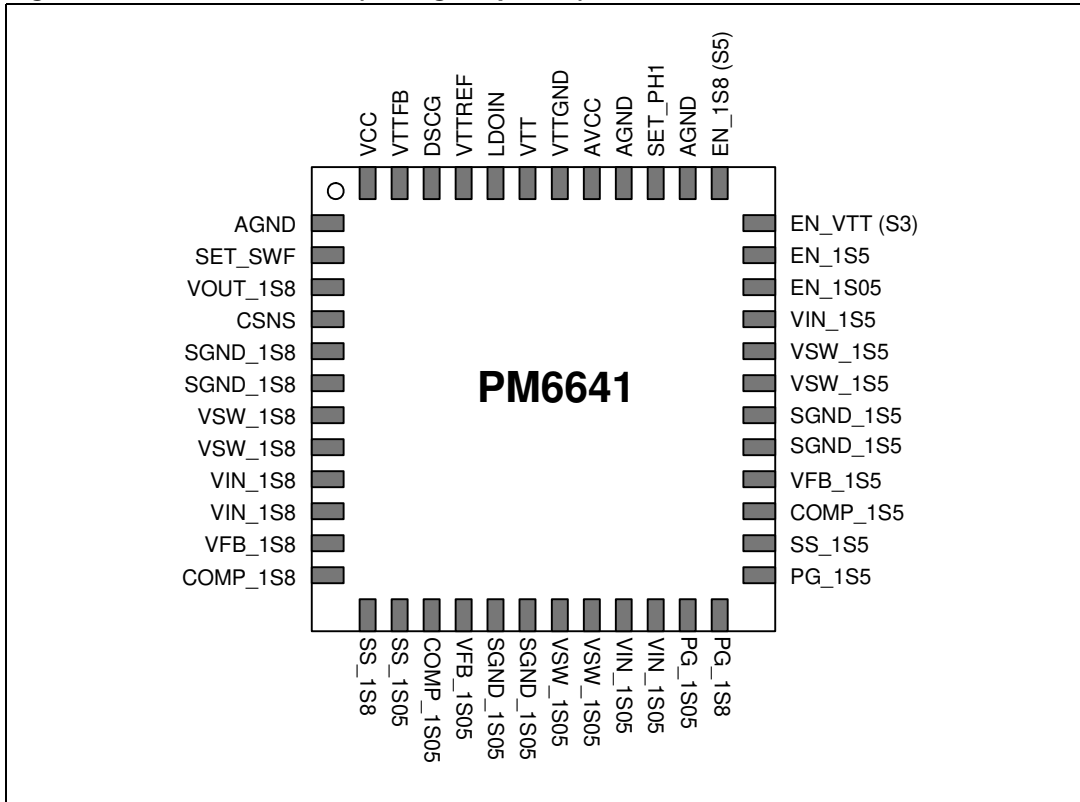 VCC
VTTFB
DSCG
VTTREF
LDOIN
VTT
VTTGND
AVCC
AGND
SET_PH1
AGND
EN_1S8 (S5)
AGND
SET_SWF
VOUT_1S8
CSNS
SGND_1S8
SGND_1S8
VSW_1S8
VSW_1S8
VIN_1S8
VIN_1S8
VFB_1S8
COMP_1S8
PM6641
EN_VTT (S3)
EN_1S5
EN_1S05
VIN_1S5
VSW_1S5
VSW_1S5
SGND_1S5
SGND_1S5
VFB_1S5
COMP_1S5
SS_1S5
PG_1S5
SS_1S8
SS_1S05
COMP_1S05
VFB_1S05
SGND_1S05
SGND_1S05
VSW_1S05
VSW_1S05
VIN_1S05
VIN_1S05
PG_1S05
PG_1S8